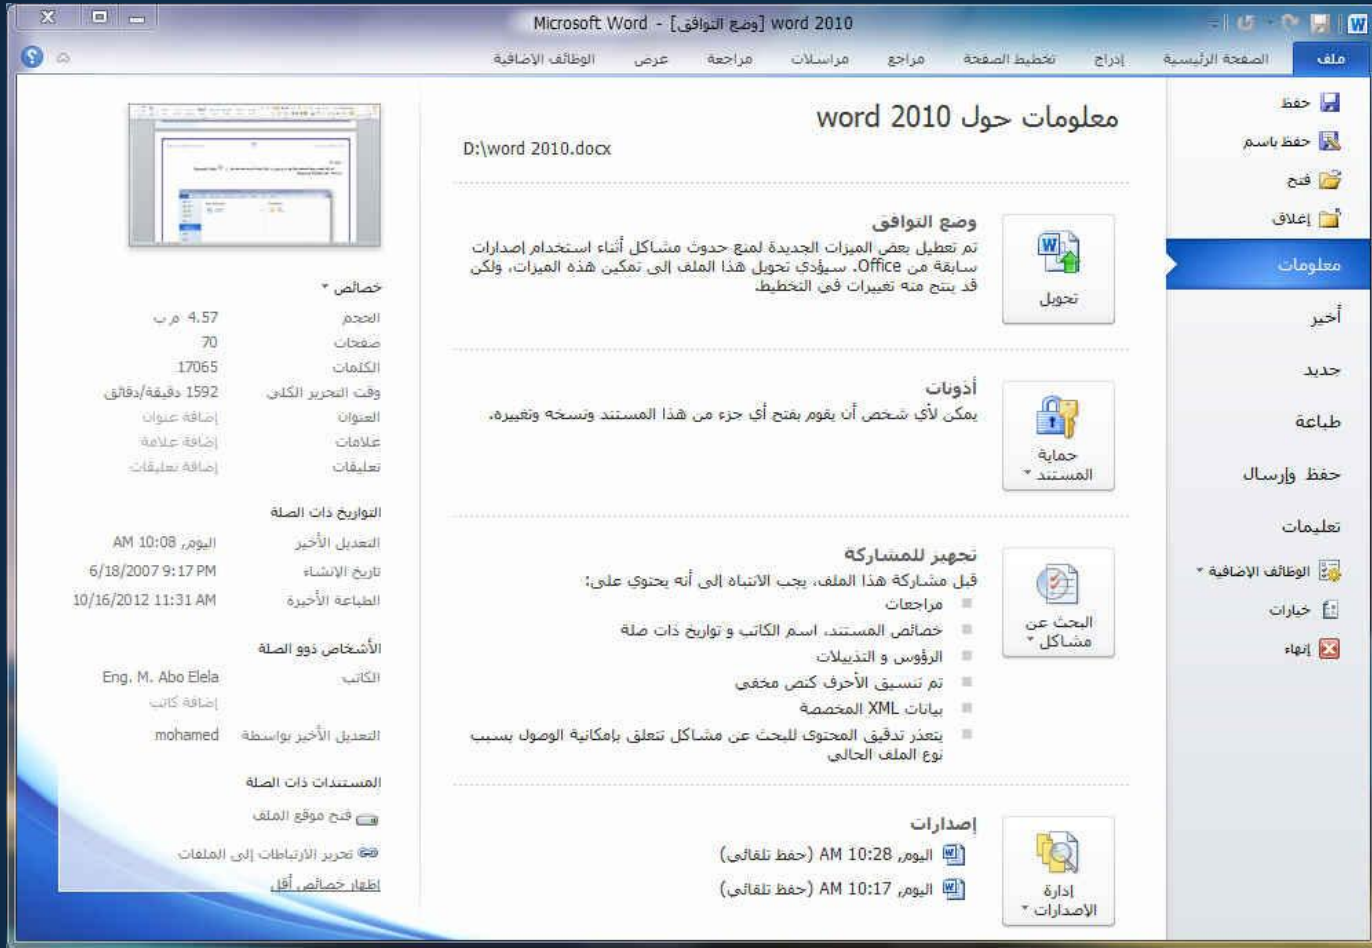 word 2010 [وضع التوافق] - Microsoft Word
ملف الصفحة الرئيسية إدراج تخطيط الصفحة مراجع مراسلات مراجعة عرض الوظائف الإضافية
حفظ
حفظ باسم
فتح
إغلاق
معلومات
أخير
جديد
طباعة
حفظ وإرسال
تعليمات
الوظائف الإضافية
خيارات
إنهاء
معلومات حول word 2010
D:\word 2010.docx
وضع التوافق
تم تعطيل بعض الميزات الجديدة لمنع حدوث مشاكل أثناء استخدام إصدارات
سابقة من Office. سيؤدي تحويل هذا الملف إلى تمكين هذه الميزات، ولكن
قد ينتج منه تغييرات في التخطيط.
تحويل
أذونات
يمكن لأي شخص أن يقوم بفتح أي جزء من هذا المستند ونسخه وتغييره.
حماية
المستند
تجهيز للمشاركة
قبل مشاركة هذا الملف، يجب الانتباه إلى أنه يحتوي على:
مراجعات
خصائص المستند، اسم الكاتب و تواريخ ذات صلة
الرؤوس و التذييلات
تم تنسيق الأحرف كنص مخفي
بيانات XML المخصصة
يتعذر تدقيق المحتوى للبحث عن مشاكل تتعلق بإمكانية الوصول بسبب
نوع الملف الحالي
البحث عن
مشاكل
إصدارات
اليوم, 10:28 AM (حفظ تلقائي)
اليوم, 10:17 AM (حفظ تلقائي)
إدارة
الإصدارات
خصائص
الحجم 4.57 م ب
صفحات 70
الكلمات 17065
وقت التحرير الكلي 1592 دقيقة/دقائق
العنوان إضافة عنوان
علامات إضافة علامة
تعليقات إضافة تعليقات
التواريخ ذات الصلة
التعديل الأخير اليوم, 10:08 AM
تاريخ الإنشاء 6/18/2007 9:17 PM
الطباعة الأخيرة 10/16/2012 11:31 AM
الأشخاص ذوو الصلة
الكاتب Eng. M. Abo Elela
إضافة كاتب
التعديل الأخير بواسطة mohamed
المستندات ذات الصلة
فتح موقع الملف
تحرير الارتباطات إلى الملفات
إظهار خصائص أقل